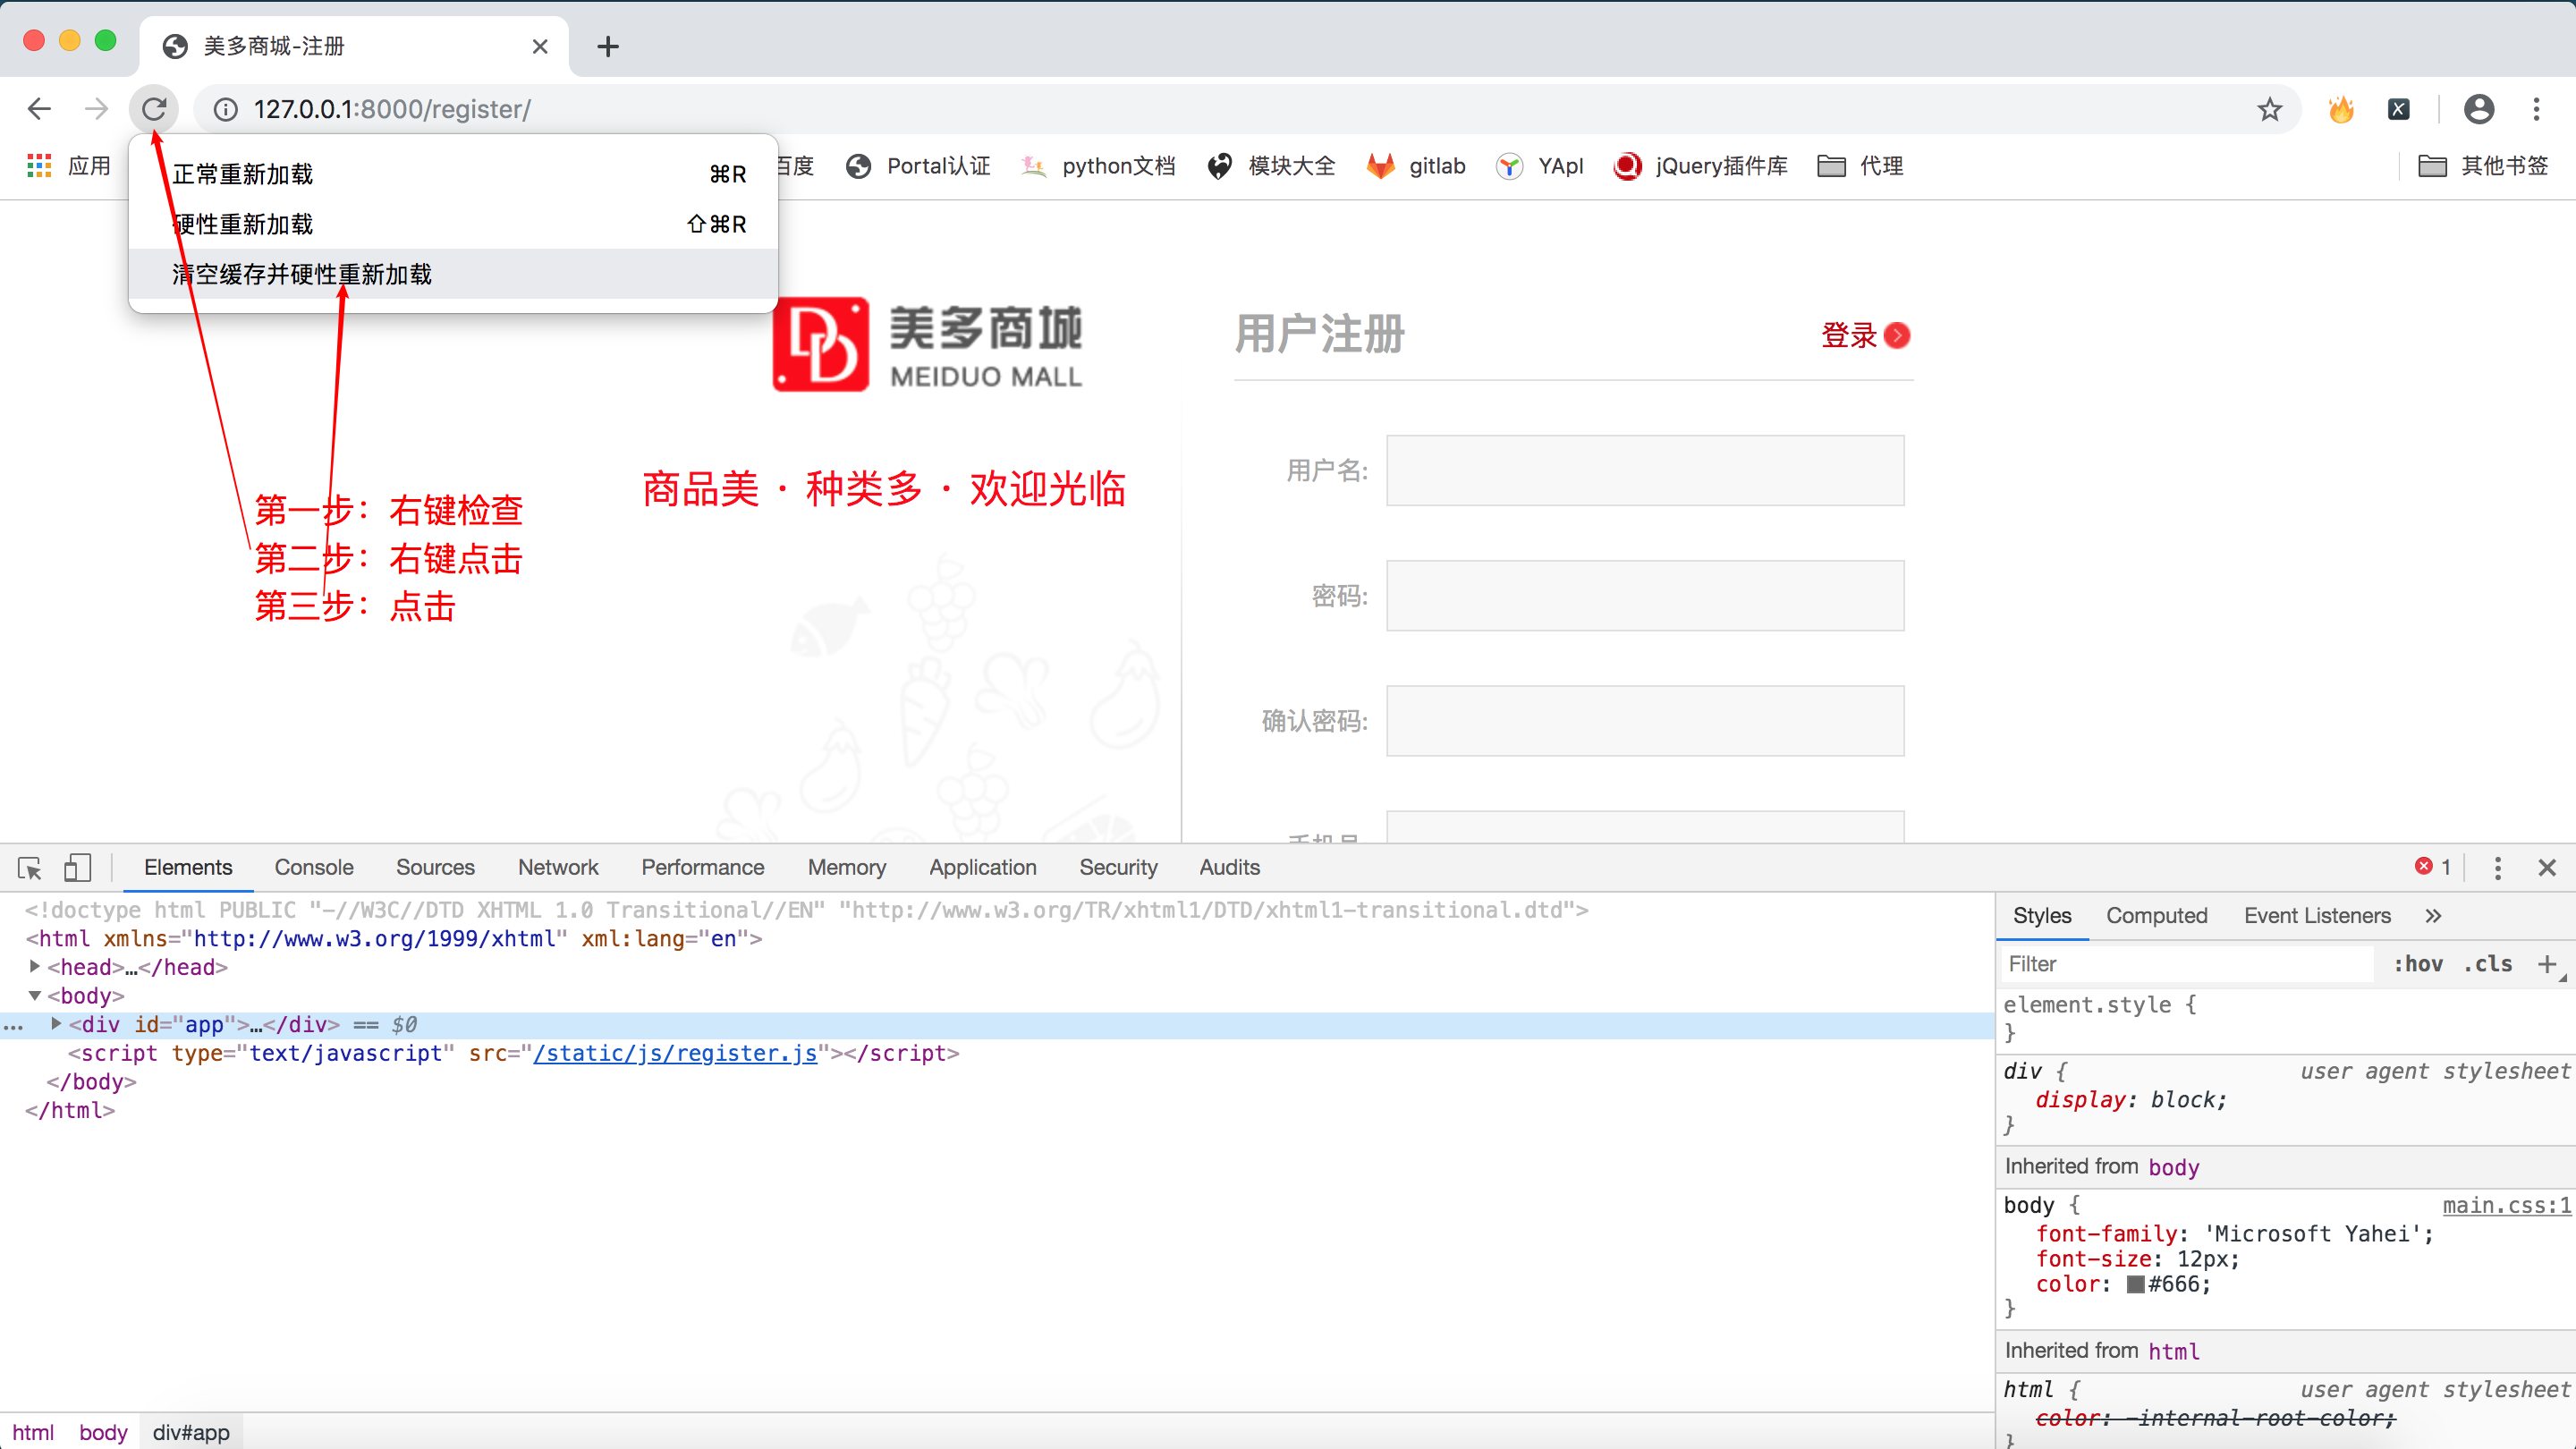 美多商城-注册
127.0.0.1:8000/register/
应用
百度
Portal认证
python文档
模块大全
gitlab
YApI
jQuery插件库
代理
其他书签
正常重新加载 ⌘R
硬性重新加载 ⇧⌘R
清空缓存并硬性重新加载
美多商城
MEIDUO MALL
商品美 · 种类多 · 欢迎光临
第一步：右键检查
第二步：右键点击
第三步：点击
用户注册
登录
用户名:
密码:
确认密码:
手机号
Elements Console Sources Network Performance Memory Application Security Audits
1
<!doctype html PUBLIC "-//W3C//DTD XHTML 1.0 Transitional//EN" "http://www.w3.org/TR/xhtml1/DTD/xhtml1-transitional.dtd">
<html xmlns="http://www.w3.org/1999/xhtml" xml:lang="en">
<head>…</head>
<body>
<div id="app">…</div> == $0
<script type="text/javascript" src="/static/js/register.js"></script>
</body>
</html>
html body div#app
Styles Computed Event Listeners »
Filter :hov .cls +
element.style {
}
div { user agent stylesheet
display: block;
}
Inherited from body
body { main.css:1
font-family: 'Microsoft Yahei';
font-size: 12px;
color: #666;
}
Inherited from html
html { user agent stylesheet
color: -internal-root-color;
}